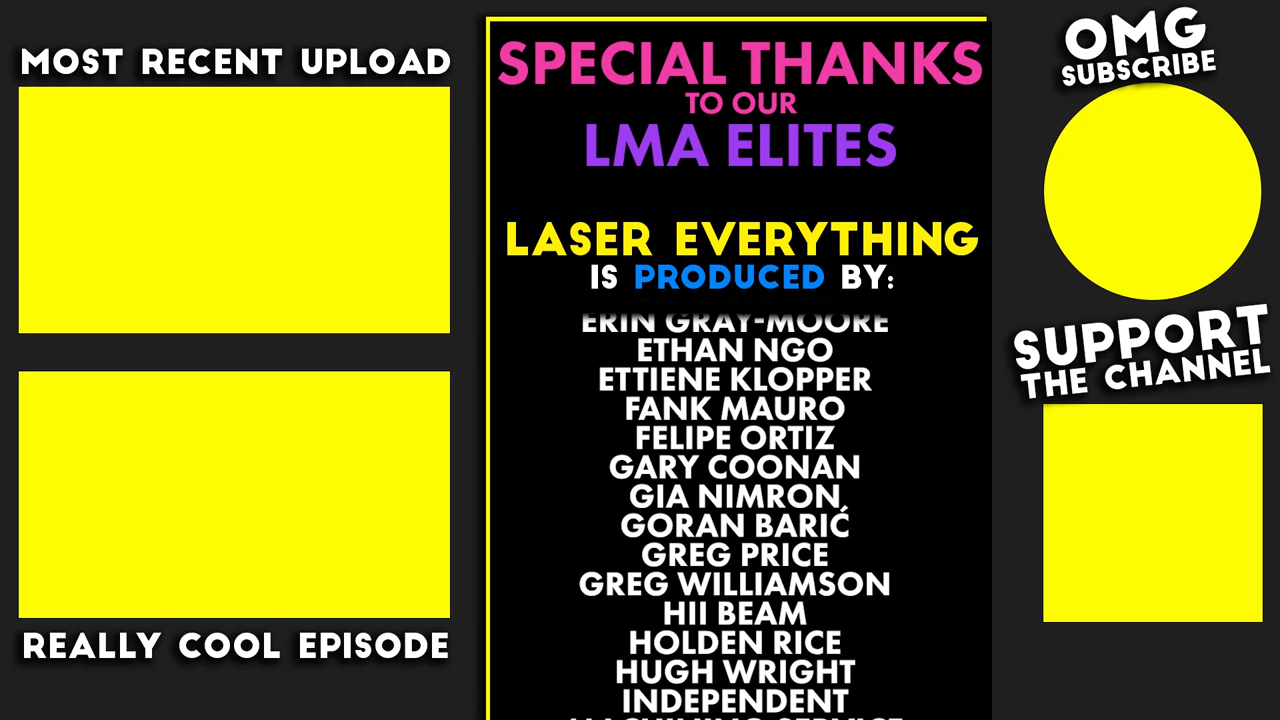 MOST RECENT UPLOAD
REALLY COOL EPISODE
SPECIAL THANKS
TO OUR
LMA ELITES
LASER EVERYTHING
IS PRODUCED BY:
ERIN GRAY-MOORE
ETHAN NGO
ETTIENE KLOPPER
FANK MAURO
FELIPE ORTIZ
GARY COONAN
GIA NIMRON
GORAN BARIĆ
GREG PRICE
GREG WILLIAMSON
HII BEAM
HOLDEN RICE
HUGH WRIGHT
INDEPENDENT
OMG
SUBSCRIBE
SUPPORT
THE CHANNEL